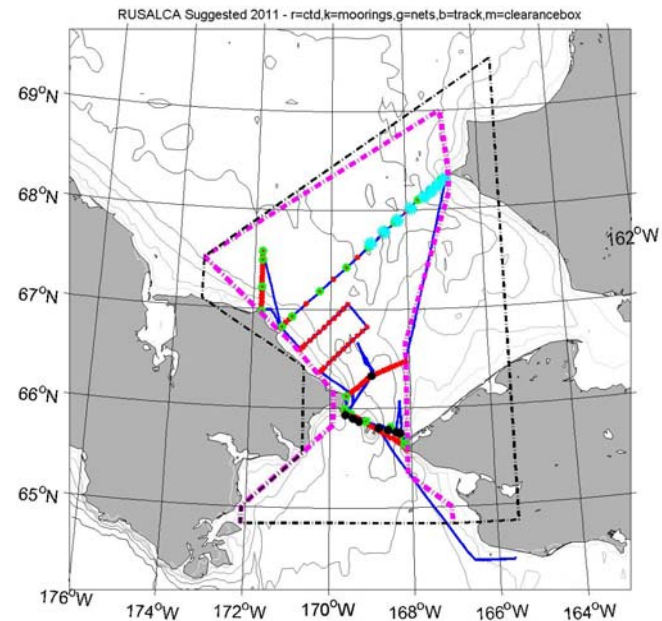 RUSALCA Suggested 2011 - r=ctd,k=moorings,g=nets,b=track,m=clearancebox
69°N
68°N
162°W
67°N
66°N
65°N
176°W
174°W
172°W
170°W
168°W
166°W
164°W